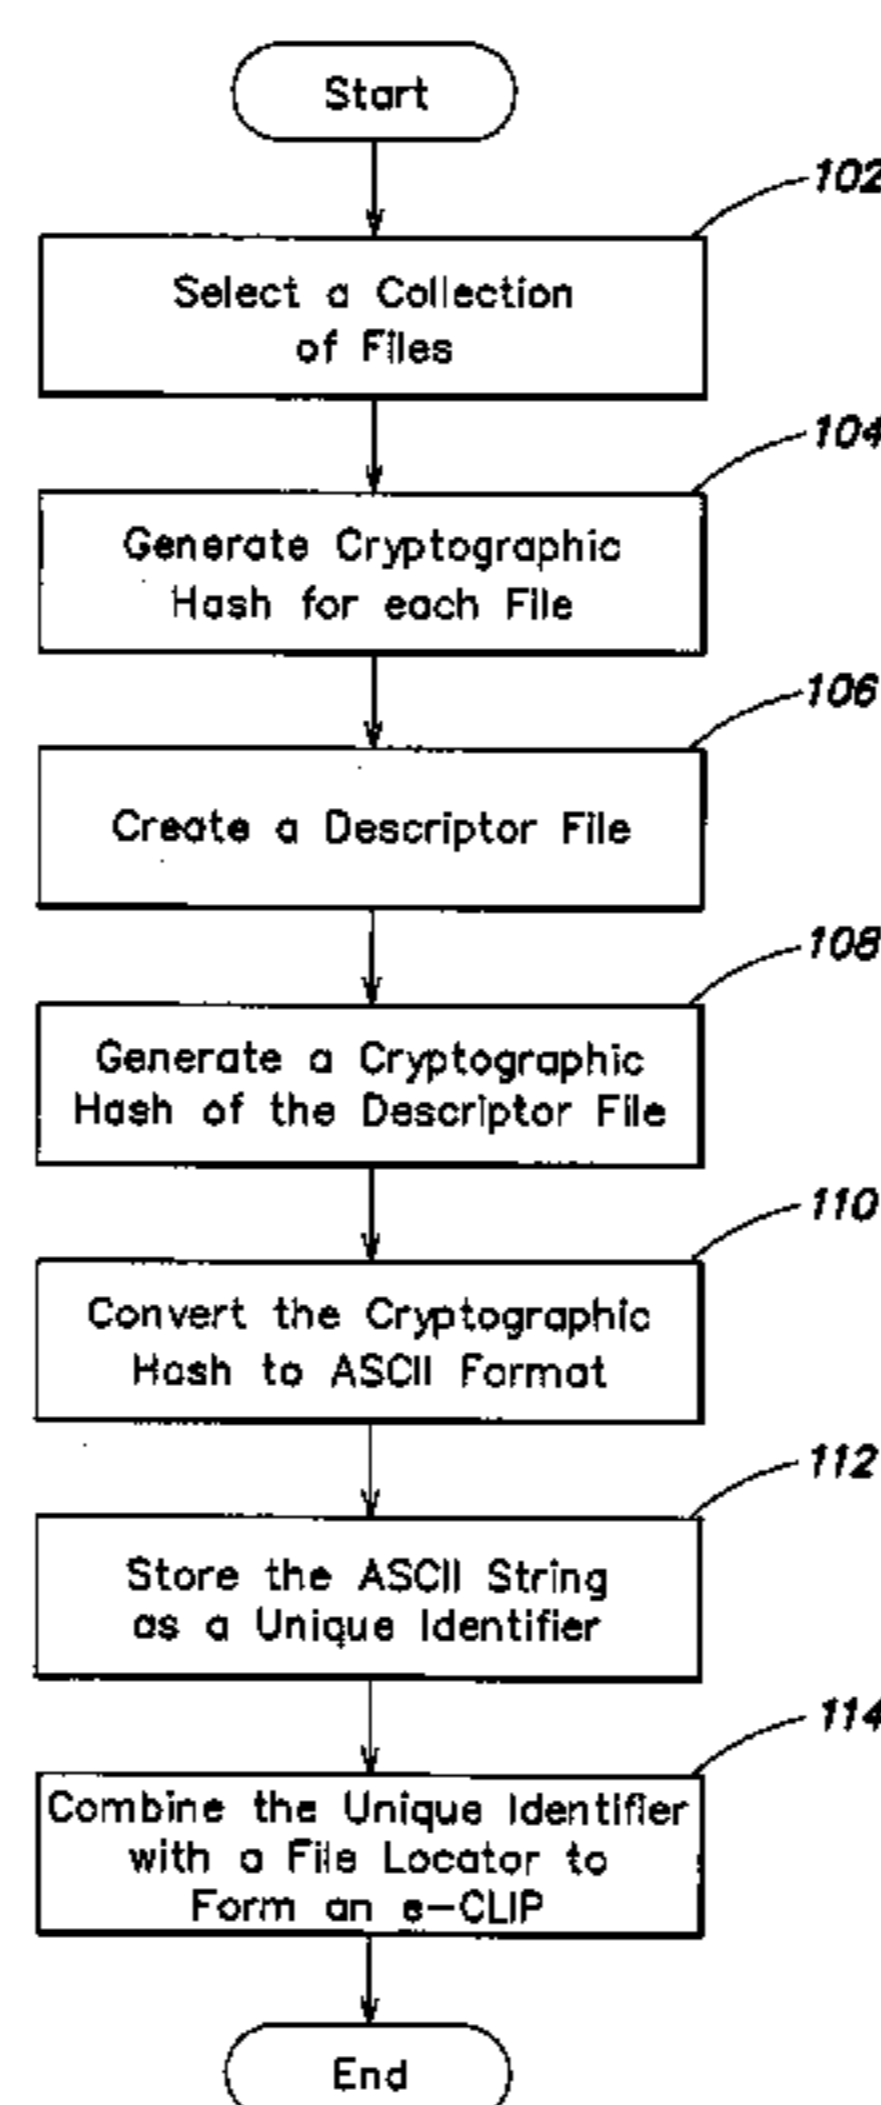 Start
102
Select a Collection
of Files
104
Generate Cryptographic
Hash for each File
106
Create a Descriptor File
108
Generate a Cryptographic
Hash of the Descriptor File
110
Convert the Cryptographic
Hash to ASCII Format
112
Store the ASCII String
as a Unique Identifier
114
Combine the Unique Identifier
with a File Locator to
Form an e-CLIP
End